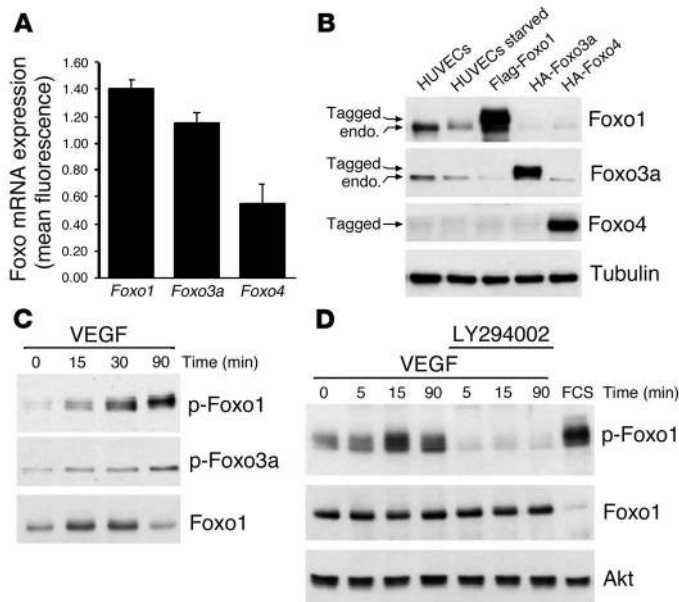 A
Foxo mRNA expression
(mean fluorescence)
1.60
1.40
1.20
1.00
0.80
0.60
0.40
0.20
0.00
Foxo1 Foxo3a Foxo4
B
HUVECs
HUVECs starved
Flag-Foxo1
HA-Foxo3a
HA-Foxo4
Tagged
endo.
Foxo1
Tagged
endo.
Foxo3a
Tagged
Foxo4
Tubulin
C
VEGF
0 15 30 90 Time (min)
p-Foxo1
p-Foxo3a
Foxo1
D
LY294002
VEGF
0 5 15 90 5 15 90 FCS Time (min)
p-Foxo1
Foxo1
Akt